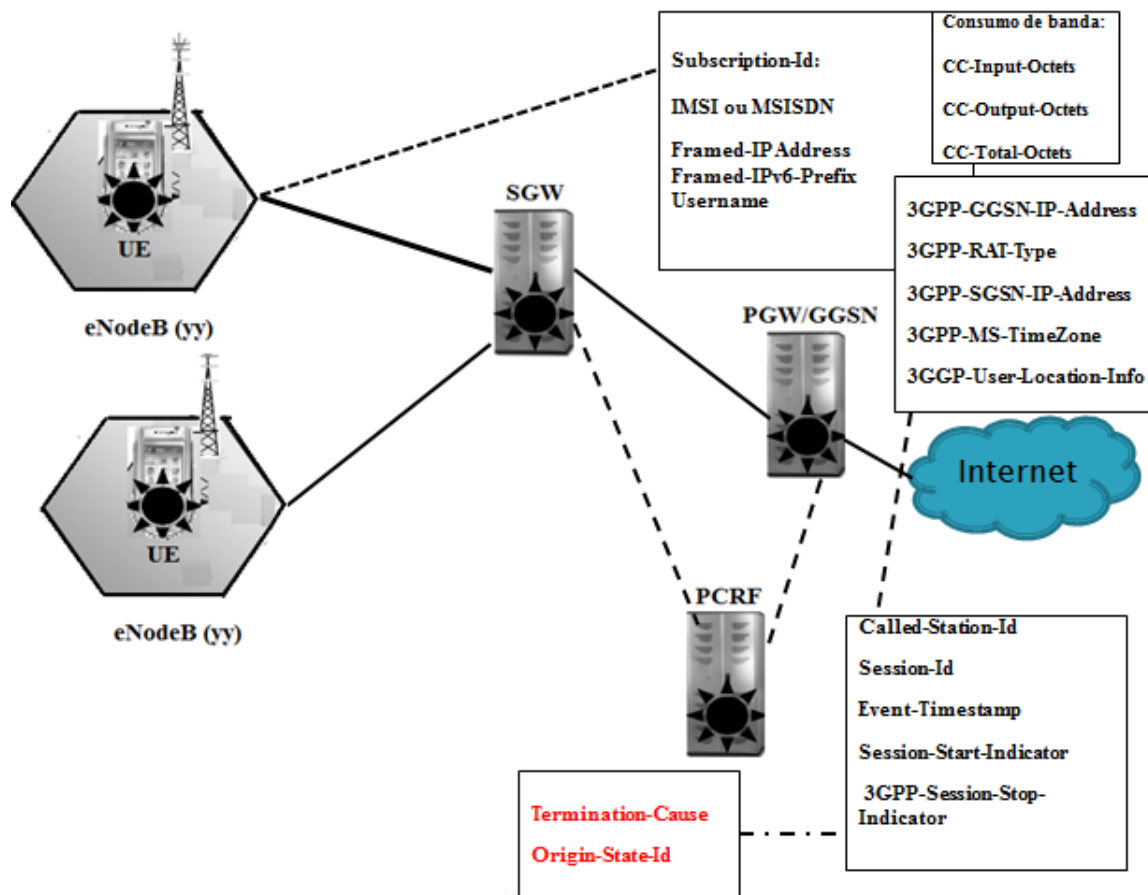 Consumo de banda:
CC-Input-Octets
CC-Output-Octets
CC-Total-Octets
Subscription-Id:
IMSI ou MSISDN
Framed-IP Address
Framed-IPv6-Prefix
Username
3GPP-GGSN-IP-Address
3GPP-RAT-Type
3GPP-SGSN-IP-Address
3GPP-MS-TimeZone
3GGP-User-Location-Info
UE
eNodeB (yy)
SGW
PGW/GGSN
Internet
UE
eNodeB (yy)
PCRF
Called-Station-Id
Session-Id
Event-Timestamp
Session-Start-Indicator
3GPP-Session-Stop-
Indicator
Termination-Cause
Origin-State-Id